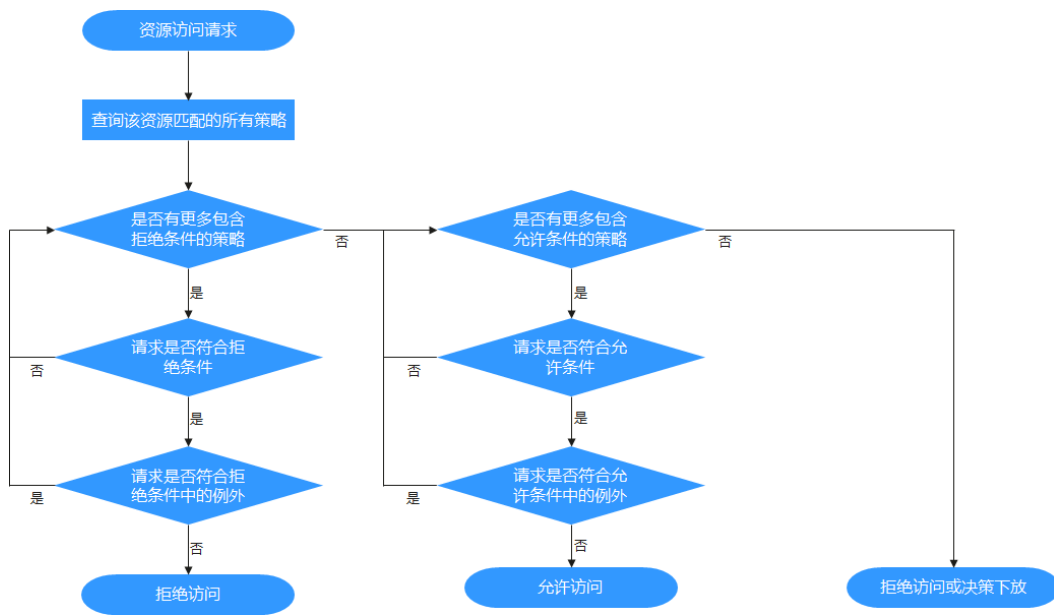 资源访问请求
查询该资源匹配的所有策略
是否有更多包含
拒绝条件的策略
否
是
请求是否符合拒
绝条件
否
是
请求是否符合拒
绝条件中的例外
是
否
拒绝访问
是否有更多包含
允许条件的策略
否
是
请求是否符合允
许条件
否
是
请求是否符合允
许条件中的例外
是
否
允许访问
拒绝访问或决策下放